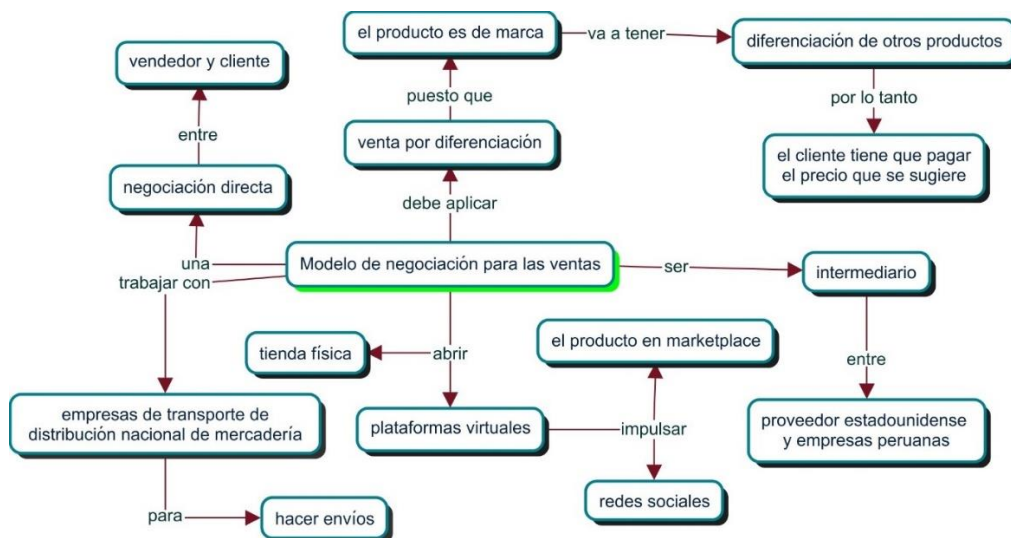 el producto es de marca
va a tener
diferenciación de otros productos
vendedor y cliente
puesto que
por lo tanto
entre
venta por diferenciación
el cliente tiene que pagar
el precio que se sugiere
negociación directa
debe aplicar
una
Modelo de negociación para las ventas
ser
intermediario
trabajar con
tienda física
abrir
el producto en marketplace
entre
empresas de transporte de
distribución nacional de mercadería
plataformas virtuales
impulsar
proveedor estadounidense
y empresas peruanas
redes sociales
para
hacer envíos